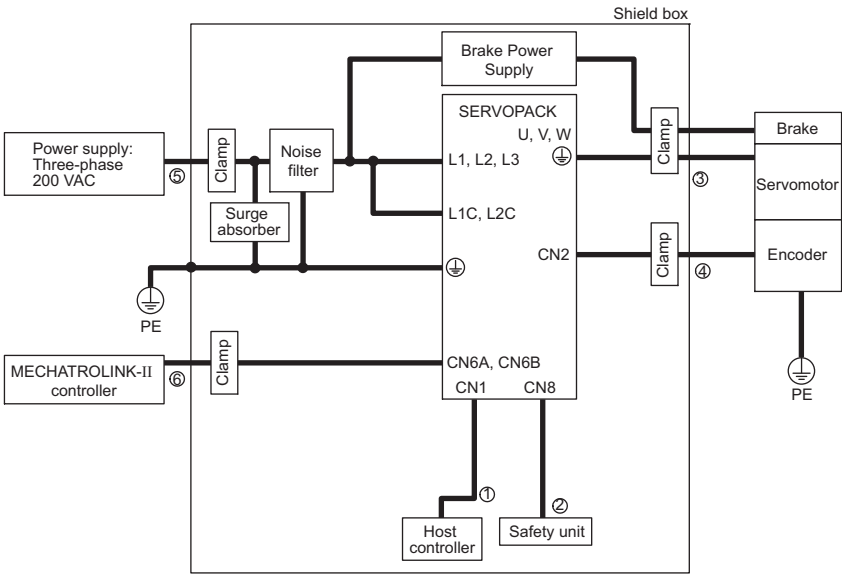 Shield box
Brake Power
Supply
SERVOPACK
U, V, W
Power supply:
Three-phase
200 VAC
⑤
Clamp
Noise
filter
L1, L2, L3
Clamp
③
Brake
Servomotor
Surge
absorber
L1C, L2C
CN2
Clamp
④
Encoder
PE
PE
MECHATROLINK-II
controller
⑥
Clamp
CN6A, CN6B
CN1
CN8
①
②
Host
controller
Safety unit